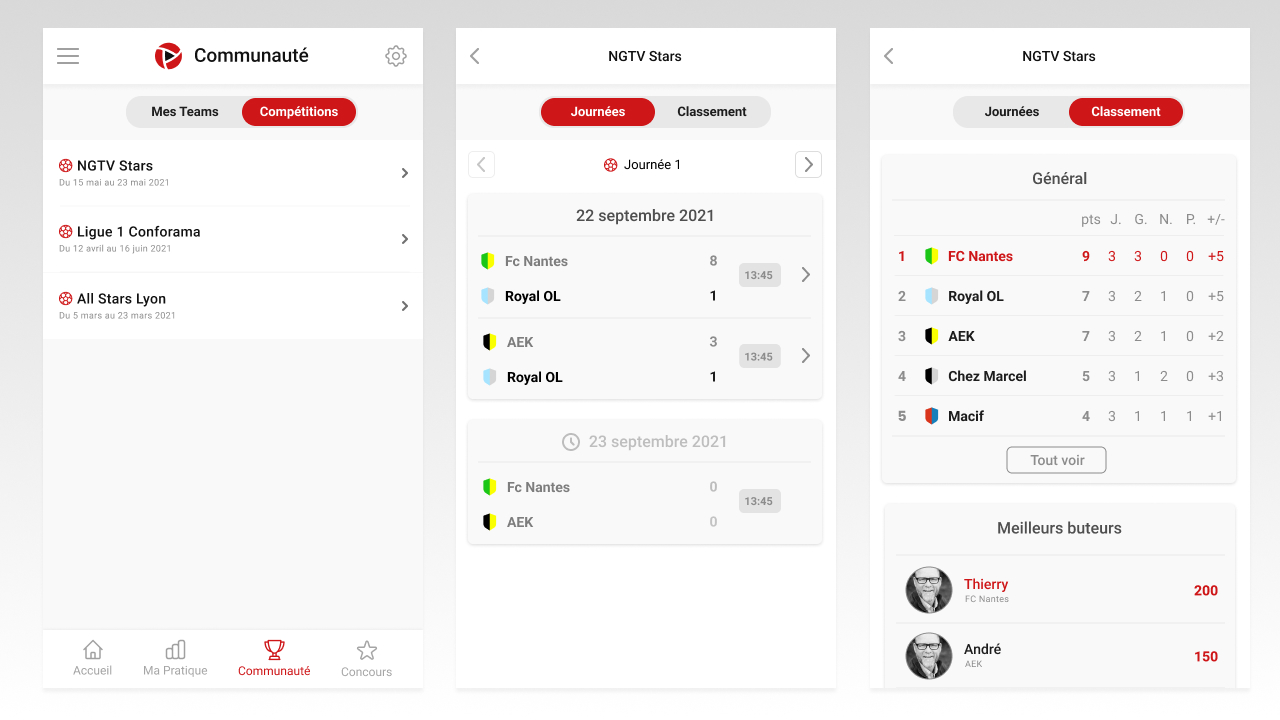 Communauté
Mes Teams Compétitions
NGTV Stars
Du 15 mai au 23 mai 2021
Ligue 1 Conforama
Du 12 avril au 16 juin 2021
All Stars Lyon
Du 5 mars au 23 mars 2021
Accueil Ma Pratique Communauté Concours
NGTV Stars
Journées Classement
Journée 1
22 septembre 2021
Fc Nantes 8
13:45
Royal OL 1
AEK 3
13:45
Royal OL 1
23 septembre 2021
Fc Nantes 0
13:45
AEK 0
NGTV Stars
Journées Classement
Général
pts J. G. N. P. +/-
1 FC Nantes 9 3 3 0 0 +5
2 Royal OL 7 3 2 1 0 +5
3 AEK 7 3 2 1 0 +2
4 Chez Marcel 5 3 1 2 0 +3
5 Macif 4 3 1 1 1 +1
Tout voir
Meilleurs buteurs
Thierry 200
FC Nantes
André 150
AEK